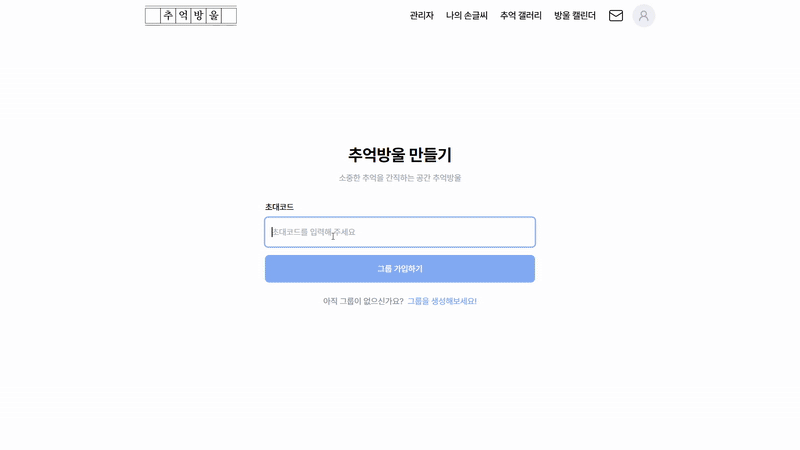 추억방울
관리자 나의 손글씨 추억 갤러리 방울 캘린더
추억방울 만들기
소중한 추억을 간직하는 공간 추억방울
초대코드
초대코드를 입력해주세요
그룹 가입하기
아직 그룹이 없으신가요? 그룹을 생성해보세요!